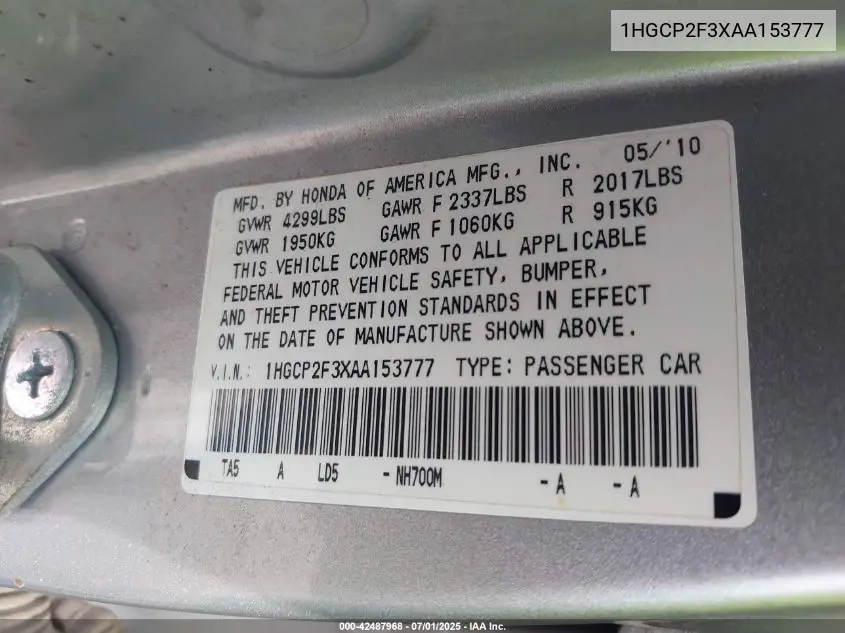 1HGCP2F3XAA153777
MFD. BY HONDA OF AMERICA MFG., INC. 05/'10
GVWR 4299LBS GAWR F 2337LBS R 2017LBS
GVWR 1950KG GAWR F 1060KG R 915KG
THIS VEHICLE CONFORMS TO ALL APPLICABLE
FEDERAL MOTOR VEHICLE SAFETY, BUMPER,
AND THEFT PREVENTION STANDARDS IN EFFECT
ON THE DATE OF MANUFACTURE SHOWN ABOVE.
V.I.N.: 1HGCP2F3XAA153777 TYPE: PASSENGER CAR
TA5 A LD5 - NH700M - A - A
000-42487968 - 07/01/2025 - IAA Inc.